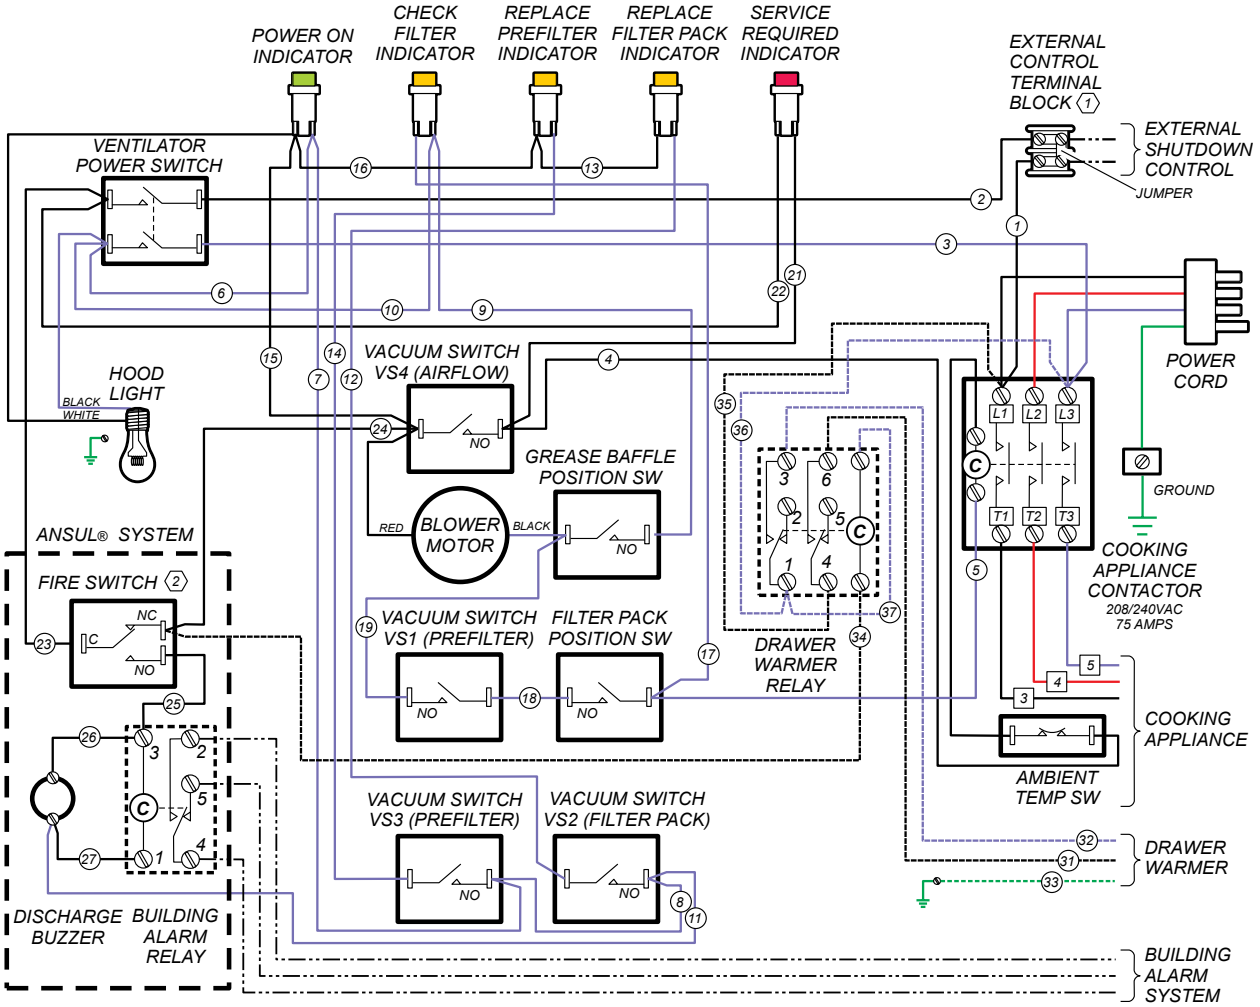 POWER ON
INDICATOR
CHECK
FILTER
INDICATOR
REPLACE
PREFILTER
INDICATOR
REPLACE
FILTER PACK
INDICATOR
SERVICE
REQUIRED
INDICATOR
EXTERNAL
CONTROL
TERMINAL
BLOCK 1
EXTERNAL
SHUTDOWN
CONTROL
JUMPER
VENTILATOR
POWER SWITCH
16
13
2
1
3
6
10
9
21
22
15
14
7
12
4
VACUUM SWITCH
VS4 (AIRFLOW)
NO
24
HOOD
LIGHT
BLACK
WHITE
POWER
CORD
35
36
L1
L2
L3
C
T1
T2
T3
GROUND
COOKING
APPLIANCE
CONTACTOR
208/240VAC
75 AMPS
5
GREASE BAFFLE
POSITION SW
NO
RED
BLOWER
MOTOR
BLACK
3
6
2
5
C
1
4
37
34
DRAWER
WARMER
RELAY
ANSUL® SYSTEM
FIRE SWITCH 2
NC
C
NO
23
25
19
VACUUM SWITCH
VS1 (PREFILTER)
NO
18
FILTER PACK
POSITION SW
NO
17
5
4
3
COOKING
APPLIANCE
AMBIENT
TEMP SW
26
3
2
5
C
1
4
27
DISCHARGE
BUZZER
BUILDING
ALARM
RELAY
VACUUM SWITCH
VS3 (PREFILTER)
NO
VACUUM SWITCH
VS2 (FILTER PACK)
NO
8
11
32
31
33
DRAWER
WARMER
BUILDING
ALARM
SYSTEM